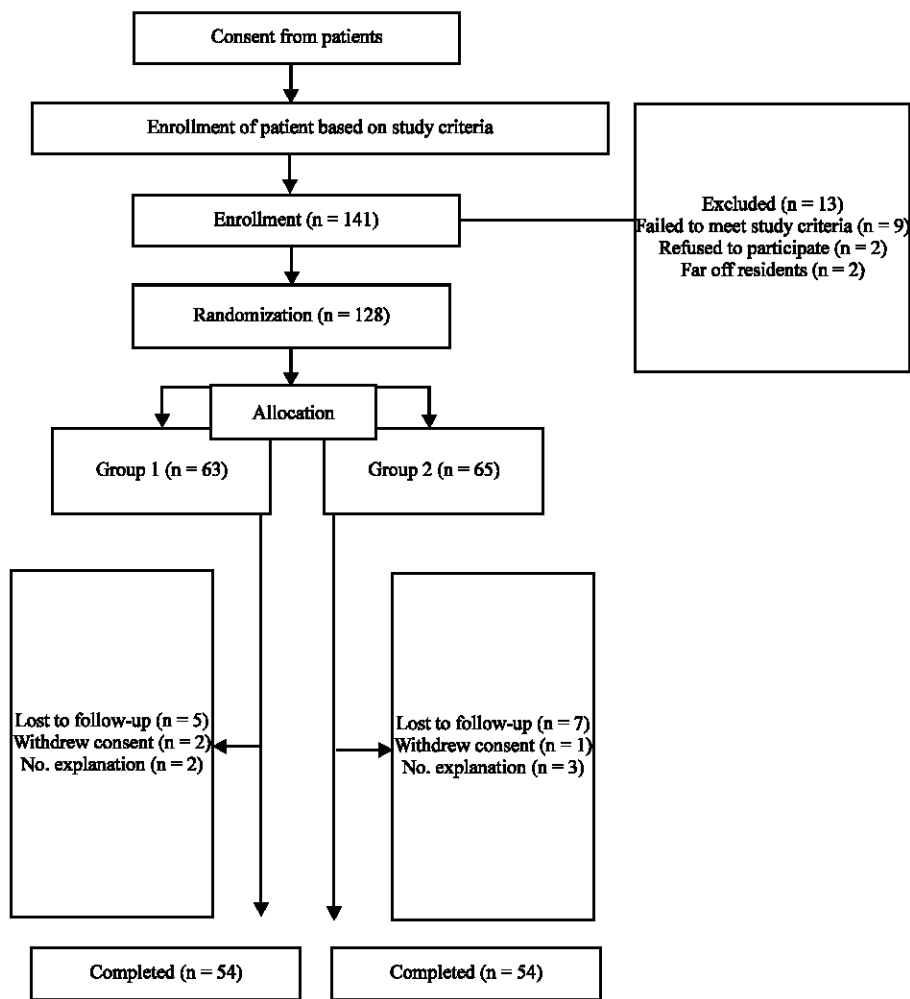 Consent from patients
Enrollment of patient based on study criteria
Enrollment (n = 141)
Excluded (n = 13)
Failed to meet study criteria (n = 9)
Refused to participate (n = 2)
Far off residents (n = 2)
Randomization (n = 128)
Allocation
Group 1 (n = 63)
Group 2 (n = 65)
Lost to follow-up (n = 5)
Withdrew consent (n = 2)
No. explanation (n = 2)
Lost to follow-up (n = 7)
Withdrew consent (n = 1)
No. explanation (n = 3)
Completed (n = 54)
Completed (n = 54)